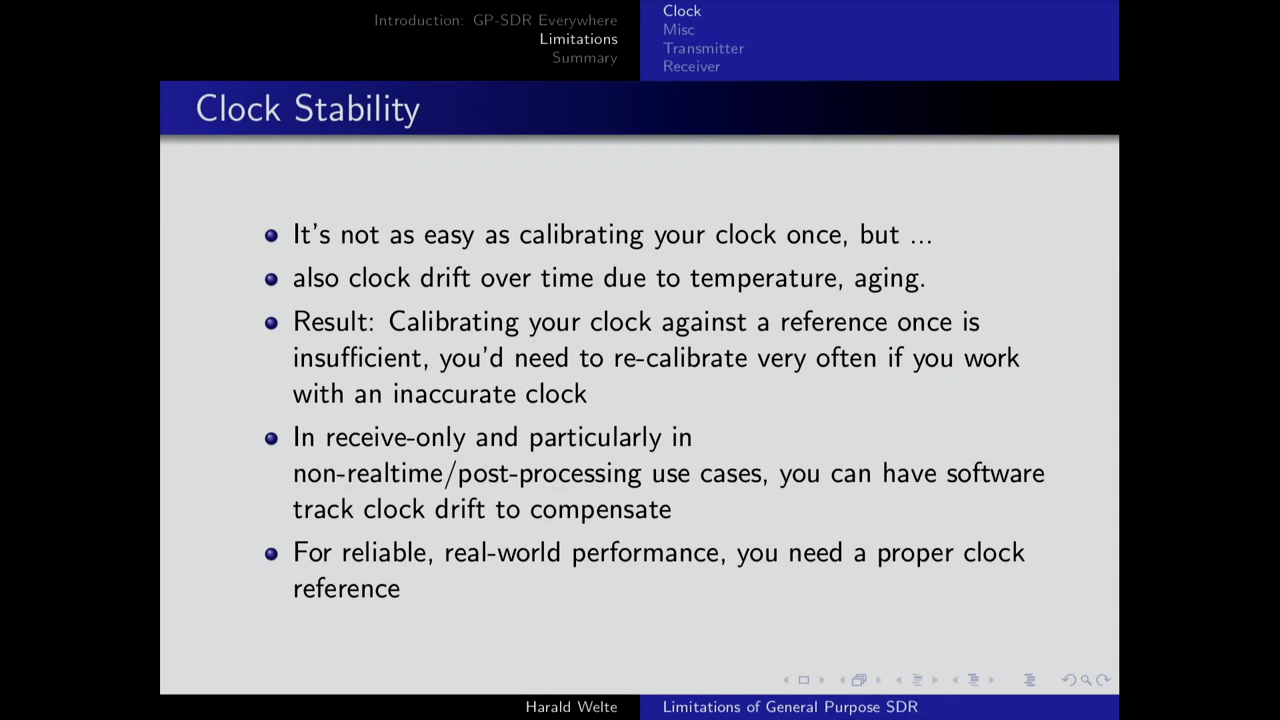 Introduction: GP-SDR Everywhere
Limitations
Summary
Clock
Misc
Transmitter
Receiver
Clock Stability
It's not as easy as calibrating your clock once, but ...
also clock drift over time due to temperature, aging.
Result: Calibrating your clock against a reference once is
insufficient, you'd need to re-calibrate very often if you work
with an inaccurate clock
In receive-only and particularly in
non-realtime/post-processing use cases, you can have software
track clock drift to compensate
For reliable, real-world performance, you need a proper clock
reference
Harald Welte
Limitations of General Purpose SDR